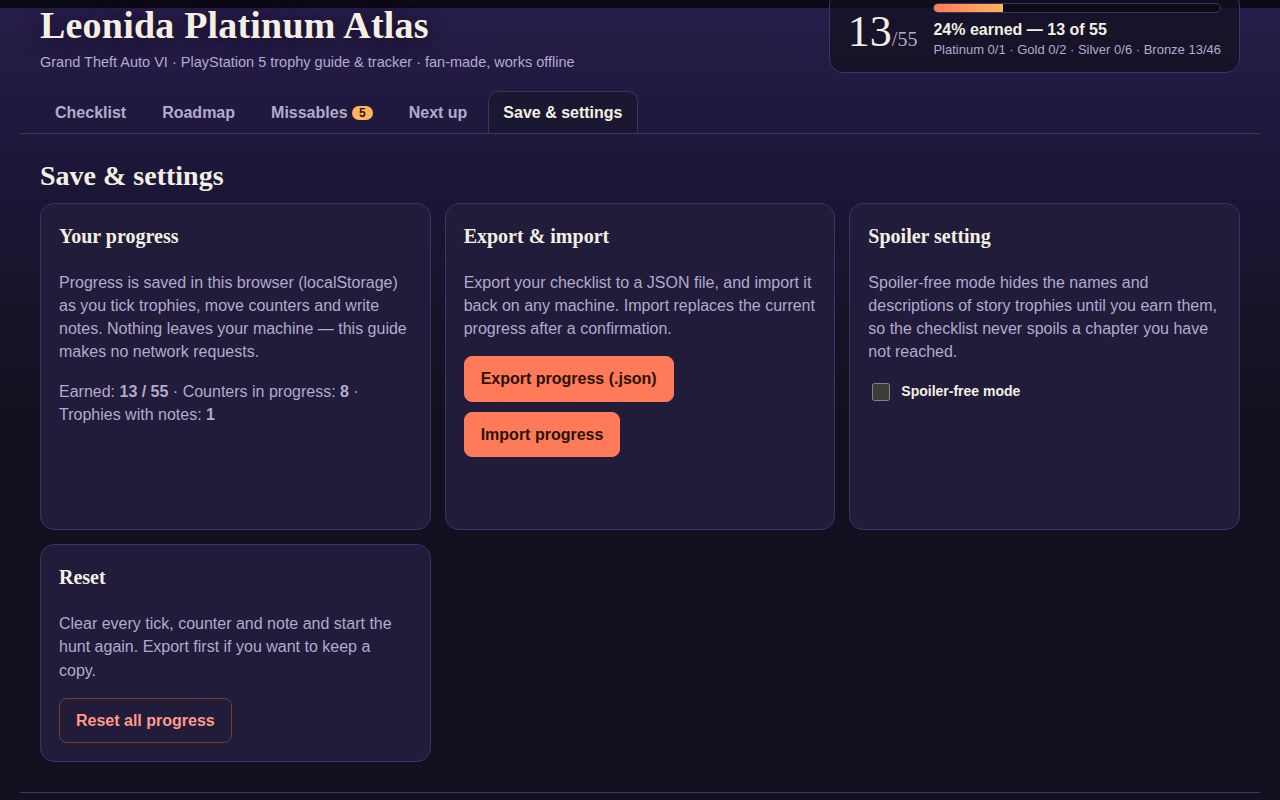 Leonida Platinum Atlas
Grand Theft Auto VI · PlayStation 5 trophy guide & tracker · fan-made, works offline
13/55
24% earned — 13 of 55
Platinum 0/1 · Gold 0/2 · Silver 0/6 · Bronze 13/46
Checklist
Roadmap
Missables 5
Next up
Save & settings
Save & settings
Your progress
Progress is saved in this browser (localStorage)
as you tick trophies, move counters and write
notes. Nothing leaves your machine — this guide
makes no network requests.
Earned: 13 / 55 · Counters in progress: 8 ·
Trophies with notes: 1
Export & import
Export your checklist to a JSON file, and import it
back on any machine. Import replaces the current
progress after a confirmation.
Export progress (.json)
Import progress
Spoiler setting
Spoiler-free mode hides the names and
descriptions of story trophies until you earn them,
so the checklist never spoils a chapter you have
not reached.
Spoiler-free mode
Reset
Clear every tick, counter and note and start the
hunt again. Export first if you want to keep a
copy.
Reset all progress